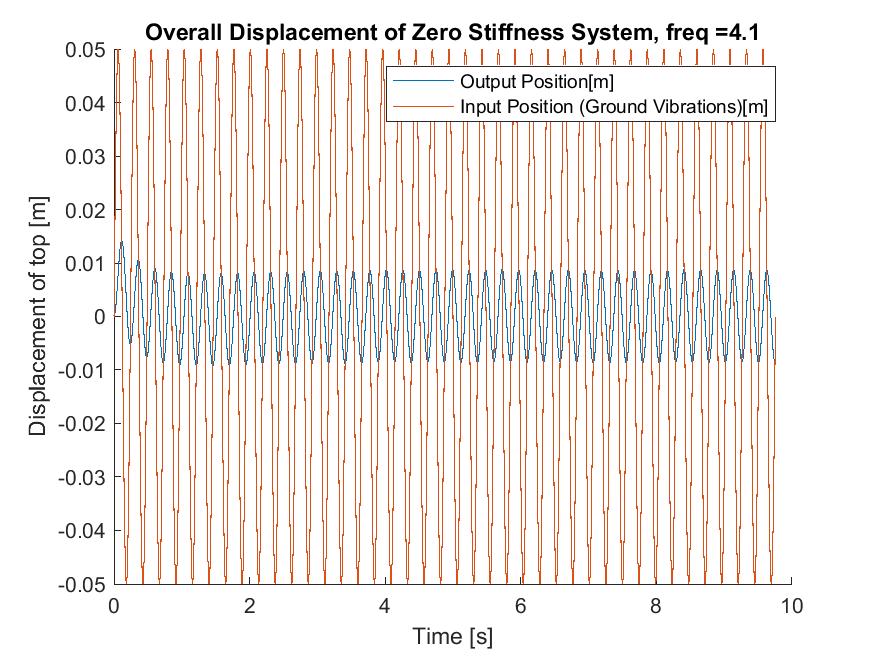 Overall Displacement of Zero Stiffness System, freq =4.1
0.05
Output Position[m]
0.04
Input Position (Ground Vibrations)[m]
0.03
0.02
0.01
0
-0.01
-0.02
-0.03
-0.04
-0.05
Displacement of top [m]
0 2 4 6 8 10
Time [s]